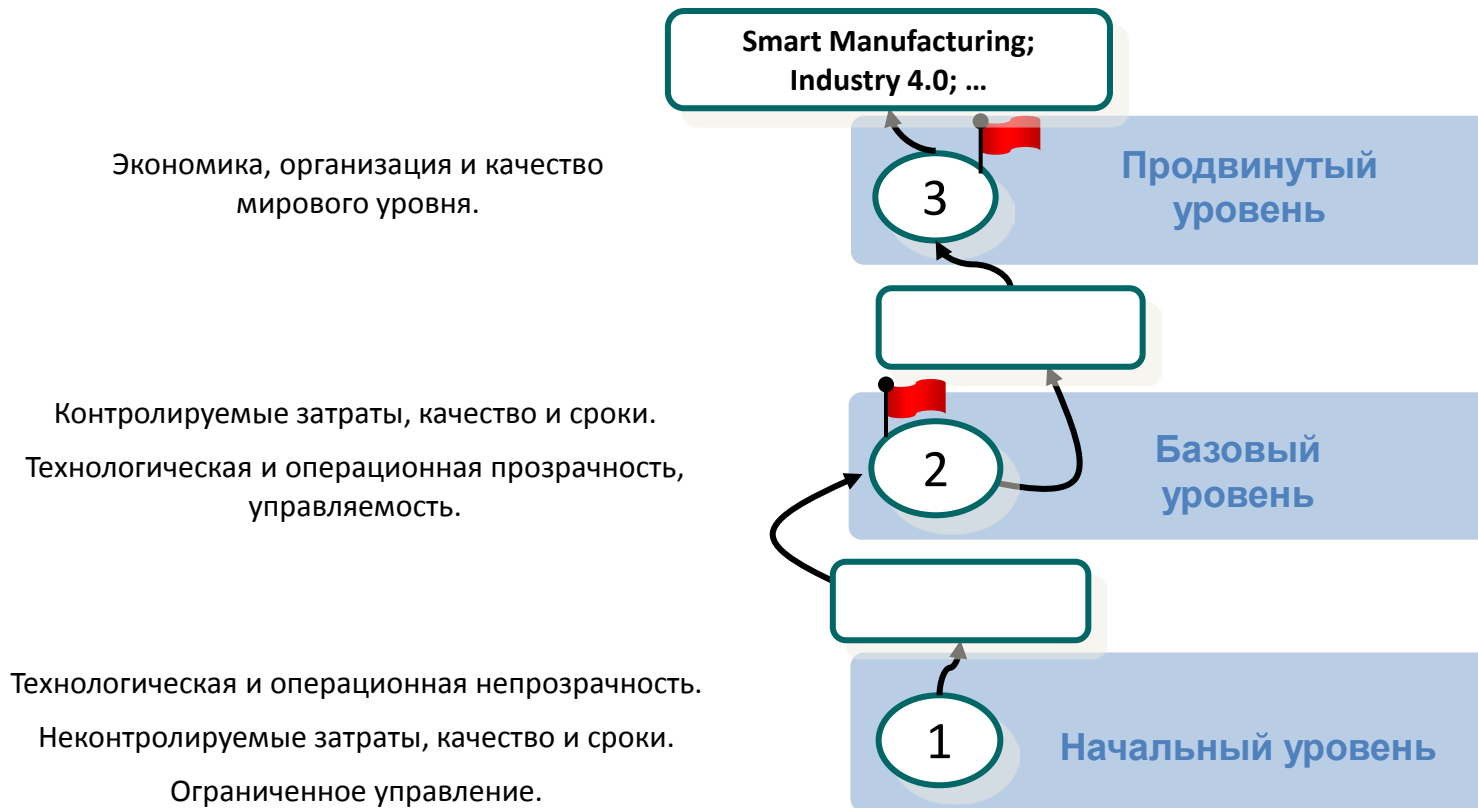 Smart Manufacturing;
Industry 4.0; …
Экономика, организация и качество
мирового уровня.
3
Продвинутый
уровень
Контролируемые затраты, качество и сроки.
Технологическая и операционная прозрачность,
управляемость.
2
Базовый
уровень
Технологическая и операционная непрозрачность.
Неконтролируемые затраты, качество и сроки.
Ограниченное управление.
1
Начальный уровень